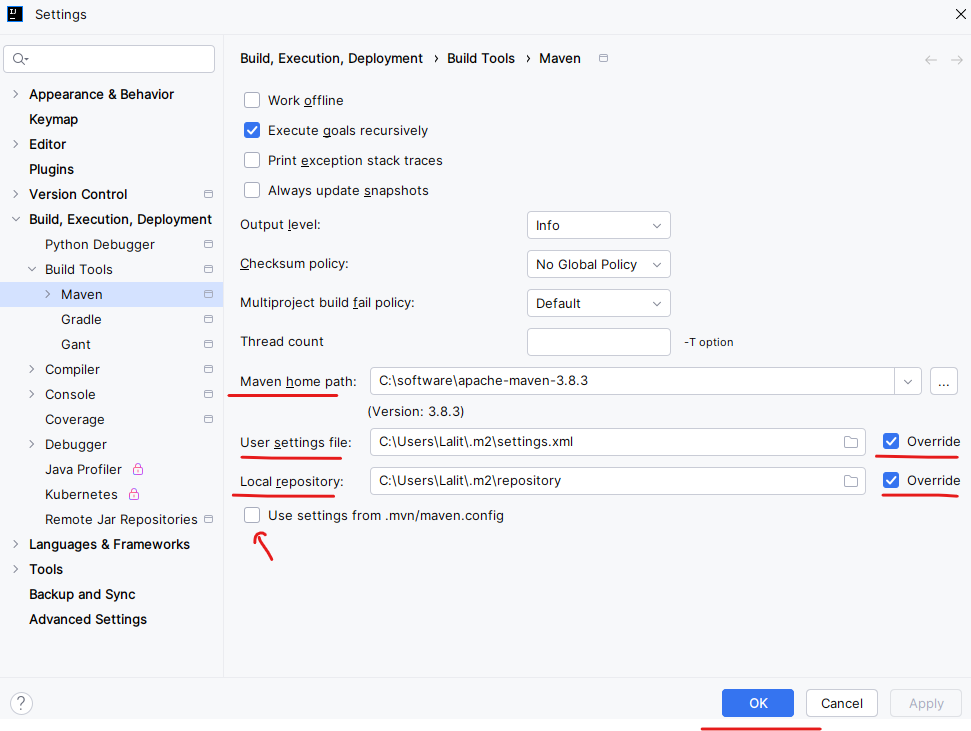 Settings
Build, Execution, Deployment › Build Tools › Maven
Appearance & Behavior
Keymap
Editor
Plugins
Version Control
Build, Execution, Deployment
Python Debugger
Build Tools
Maven
Gradle
Gant
Compiler
Console
Coverage
Debugger
Java Profiler
Kubernetes
Remote Jar Repositories
Languages & Frameworks
Tools
Backup and Sync
Advanced Settings
Work offline
Execute goals recursively
Print exception stack traces
Always update snapshots
Output level: Info
Checksum policy: No Global Policy
Multiproject build fail policy: Default
Thread count -T option
Maven home path: C:\software\apache-maven-3.8.3 ...
(Version: 3.8.3)
User settings file: C:\Users\Lalit\.m2\settings.xml Override
Local repository: C:\Users\Lalit\.m2\repository Override
Use settings from .mvn/maven.config
? OK Cancel Apply